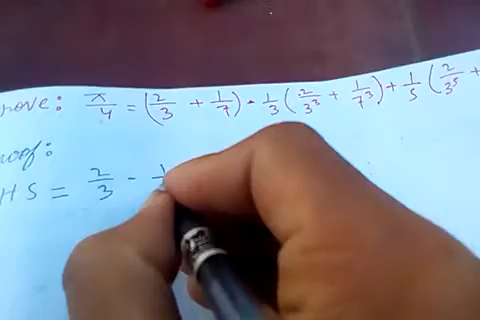 rove: π/4 = (2/3 + 1/7) - 1/3 (2/3³ + 1/7³) + 1/5 (2/3⁵ +
roof:
HS = 2/3 - 1